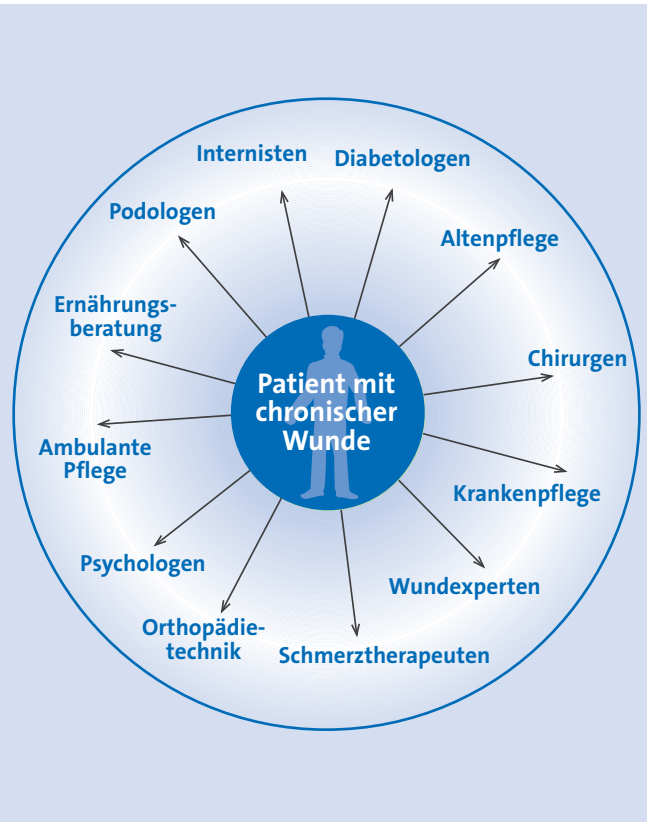 Internisten
Diabetologen
Podologen
Altenpflege
Ernährungs-
beratung
Chirurgen
Patient mit
chronischer
Wunde
Ambulante
Pflege
Krankenpflege
Psychologen
Wundexperten
Orthopädie-
technik
Schmerztherapeuten